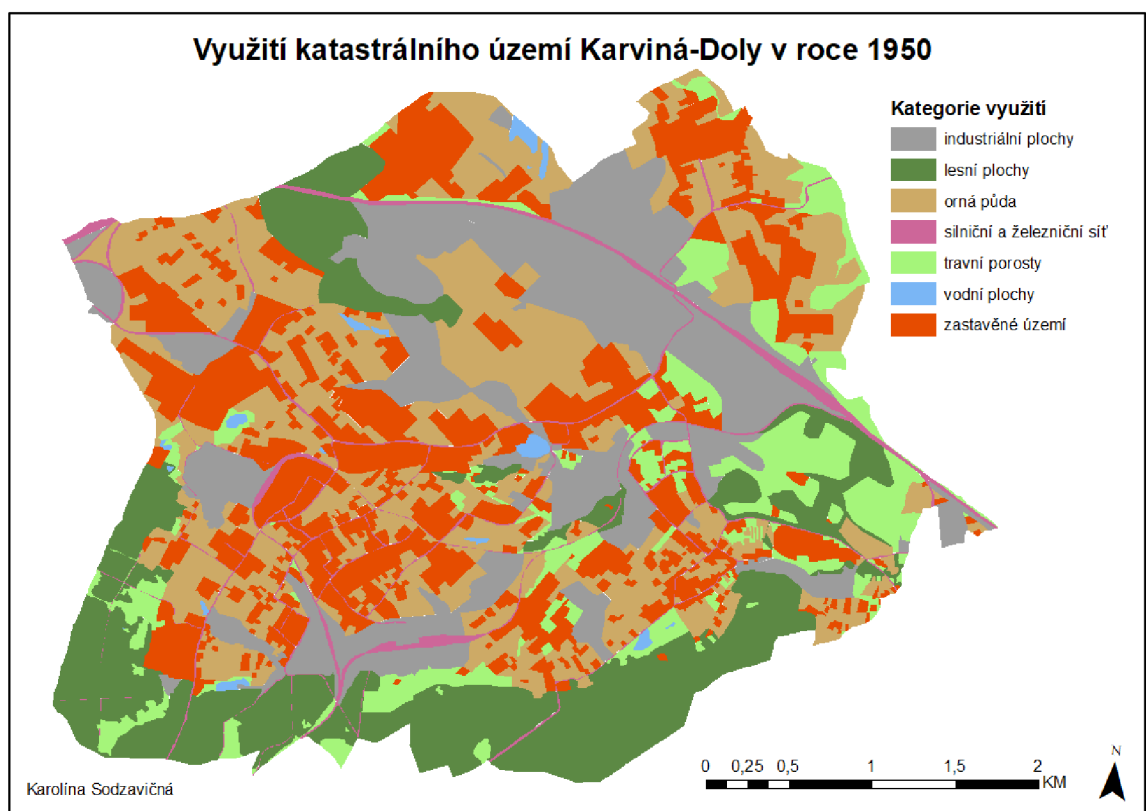 Využití katastrálního území Karviná-Doly v roce 1950
Kategorie využití
industriální plochy
lesní plochy
orná půda
silniční a železniční síť
travní porosty
vodní plochy
zastavěné území
N
0 0,25 0,5 1 1,5 2
KM
Karolína Sodzavičná